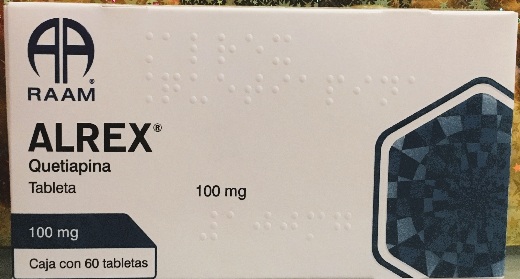 RAAM®
ALREX®
Quetiapina
Tableta
100 mg
100 mg
Caja con 60 tabletas